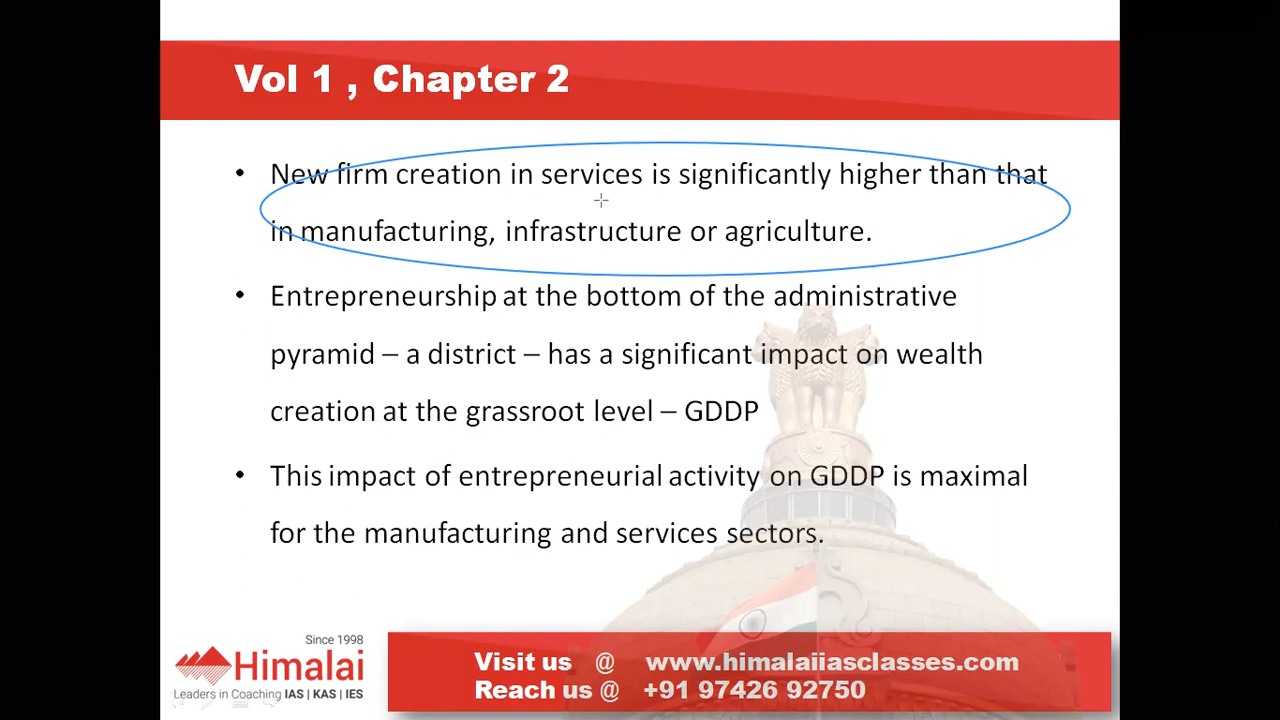 Vol 1 , Chapter 2
• New firm creation in services is significantly higher than that
in manufacturing, infrastructure or agriculture.
• Entrepreneurship at the bottom of the administrative
pyramid – a district – has a significant impact on wealth
creation at the grassroot level – GDDP
• This impact of entrepreneurial activity on GDDP is maximal
for the manufacturing and services sectors.
Since 1998
Himalai
Leaders in Coaching IAS | KAS | IES
Visit us @ www.himalaiiasclasses.com
Reach us @ +91 97426 92750